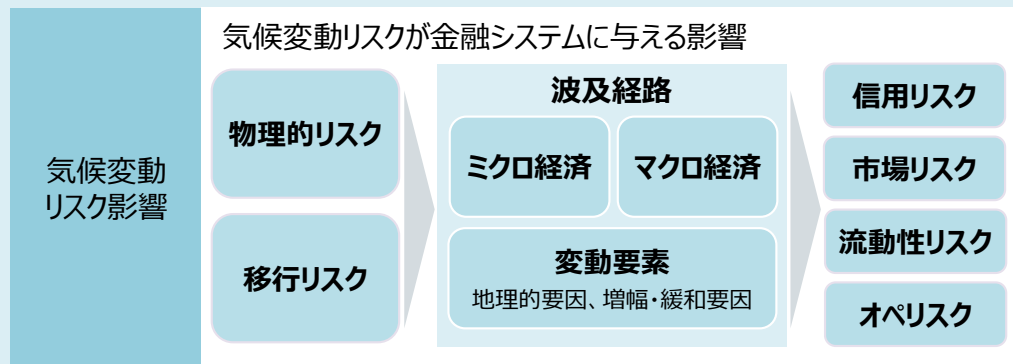 気候変動リスクが金融システムに与える影響
気候変動
リスク影響
物理的リスク
移行リスク
波及経路
ミクロ経済
マクロ経済
変動要素
地理的要因、増幅・緩和要因
信用リスク
市場リスク
流動性リスク
オペリスク